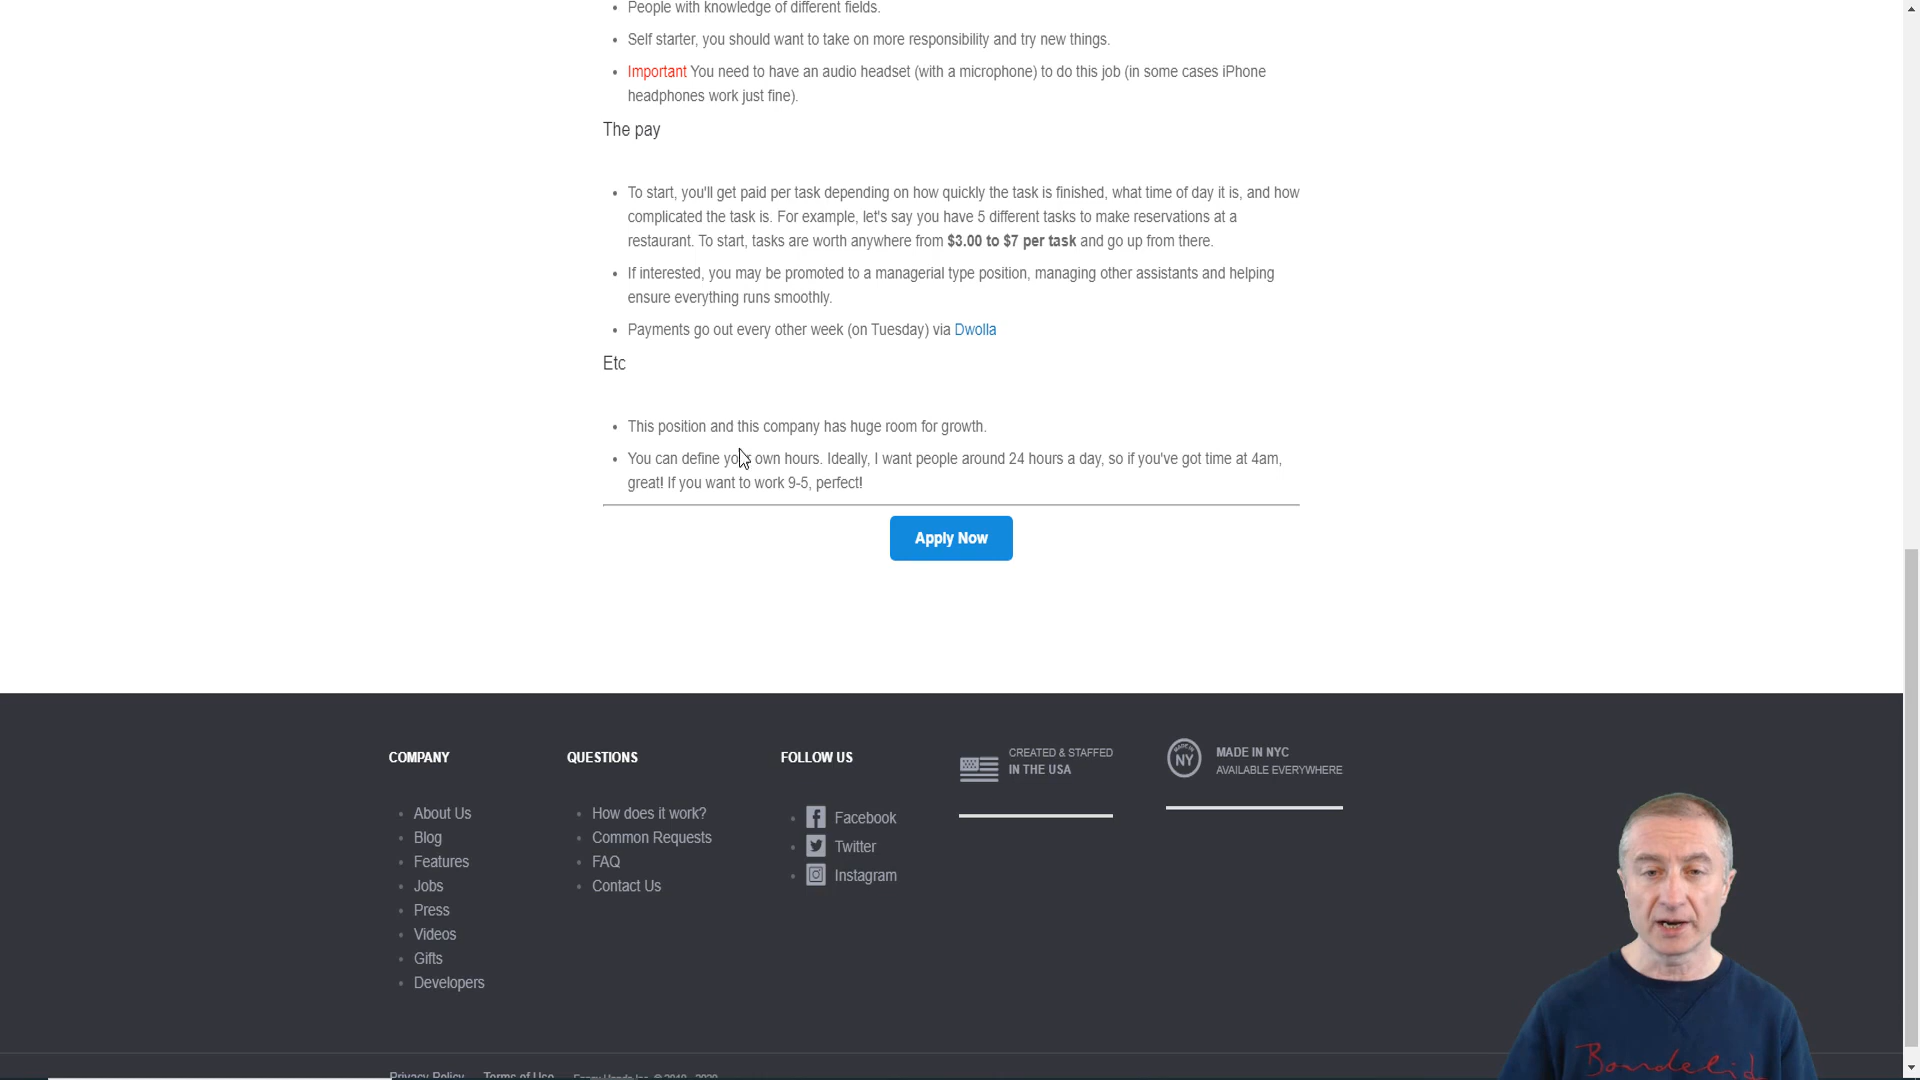 People with knowledge of different fields.
Self starter, you should want to take on more responsibility and try new things.
Important You need to have an audio headset (with a microphone) to do this job (in some cases iPhone
headphones work just fine).
The pay
To start, you'll get paid per task depending on how quickly the task is finished, what time of day it is, and how
complicated the task is. For example, let's say you have 5 different tasks to make reservations at a
restaurant. To start, tasks are worth anywhere from $3.00 to $7 per task and go up from there.
If interested, you may be promoted to a managerial type position, managing other assistants and helping
ensure everything runs smoothly.
Payments go out every other week (on Tuesday) via Dwolla
Etc
This position and this company has huge room for growth.
You can define your own hours. Ideally, I want people around 24 hours a day, so if you've got time at 4am,
great! If you want to work 9-5, perfect!
Apply Now
COMPANY
About Us
Blog
Features
Jobs
Press
Videos
Gifts
Developers
QUESTIONS
How does it work?
Common Requests
FAQ
Contact Us
FOLLOW US
Facebook
Twitter
Instagram
CREATED & STAFFED
IN THE USA
MADE IN
NY
MADE IN NYC
AVAILABLE EVERYWHERE
Privacy Policy Terms of Use